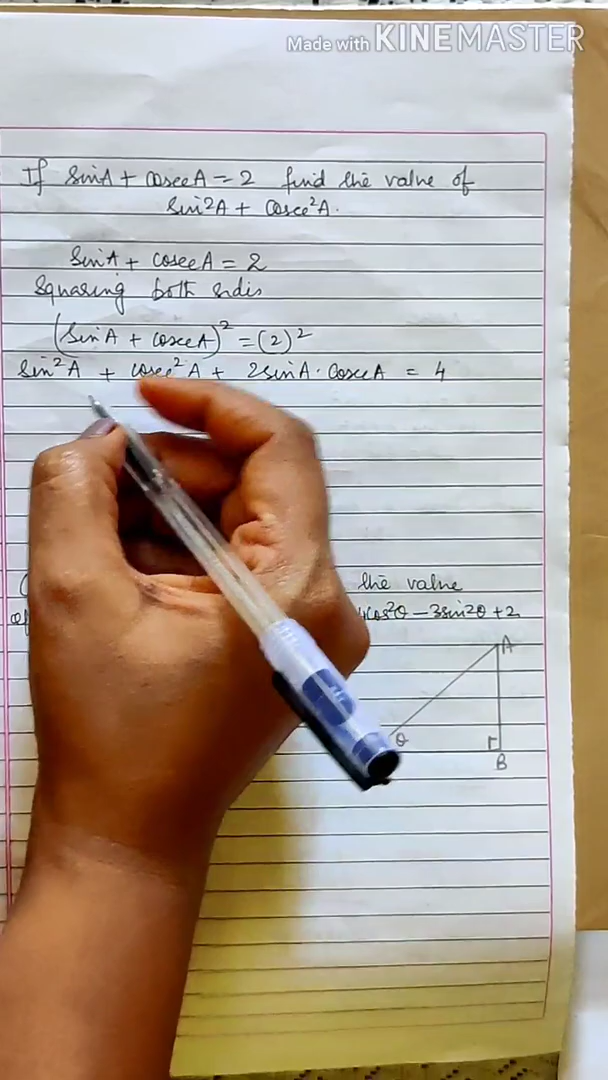 Made with KINEMASTER
If sinA + cosecA = 2 find the value of
sin²A + cosec²A.
sinA + cosecA = 2
Squaring both sides
(sinA + cosecA)² = (2)²
sin²A + cosec²A + 2sinA · cosecA = 4
the value
4cos²θ – 3sin²θ + 2
A
θ
B